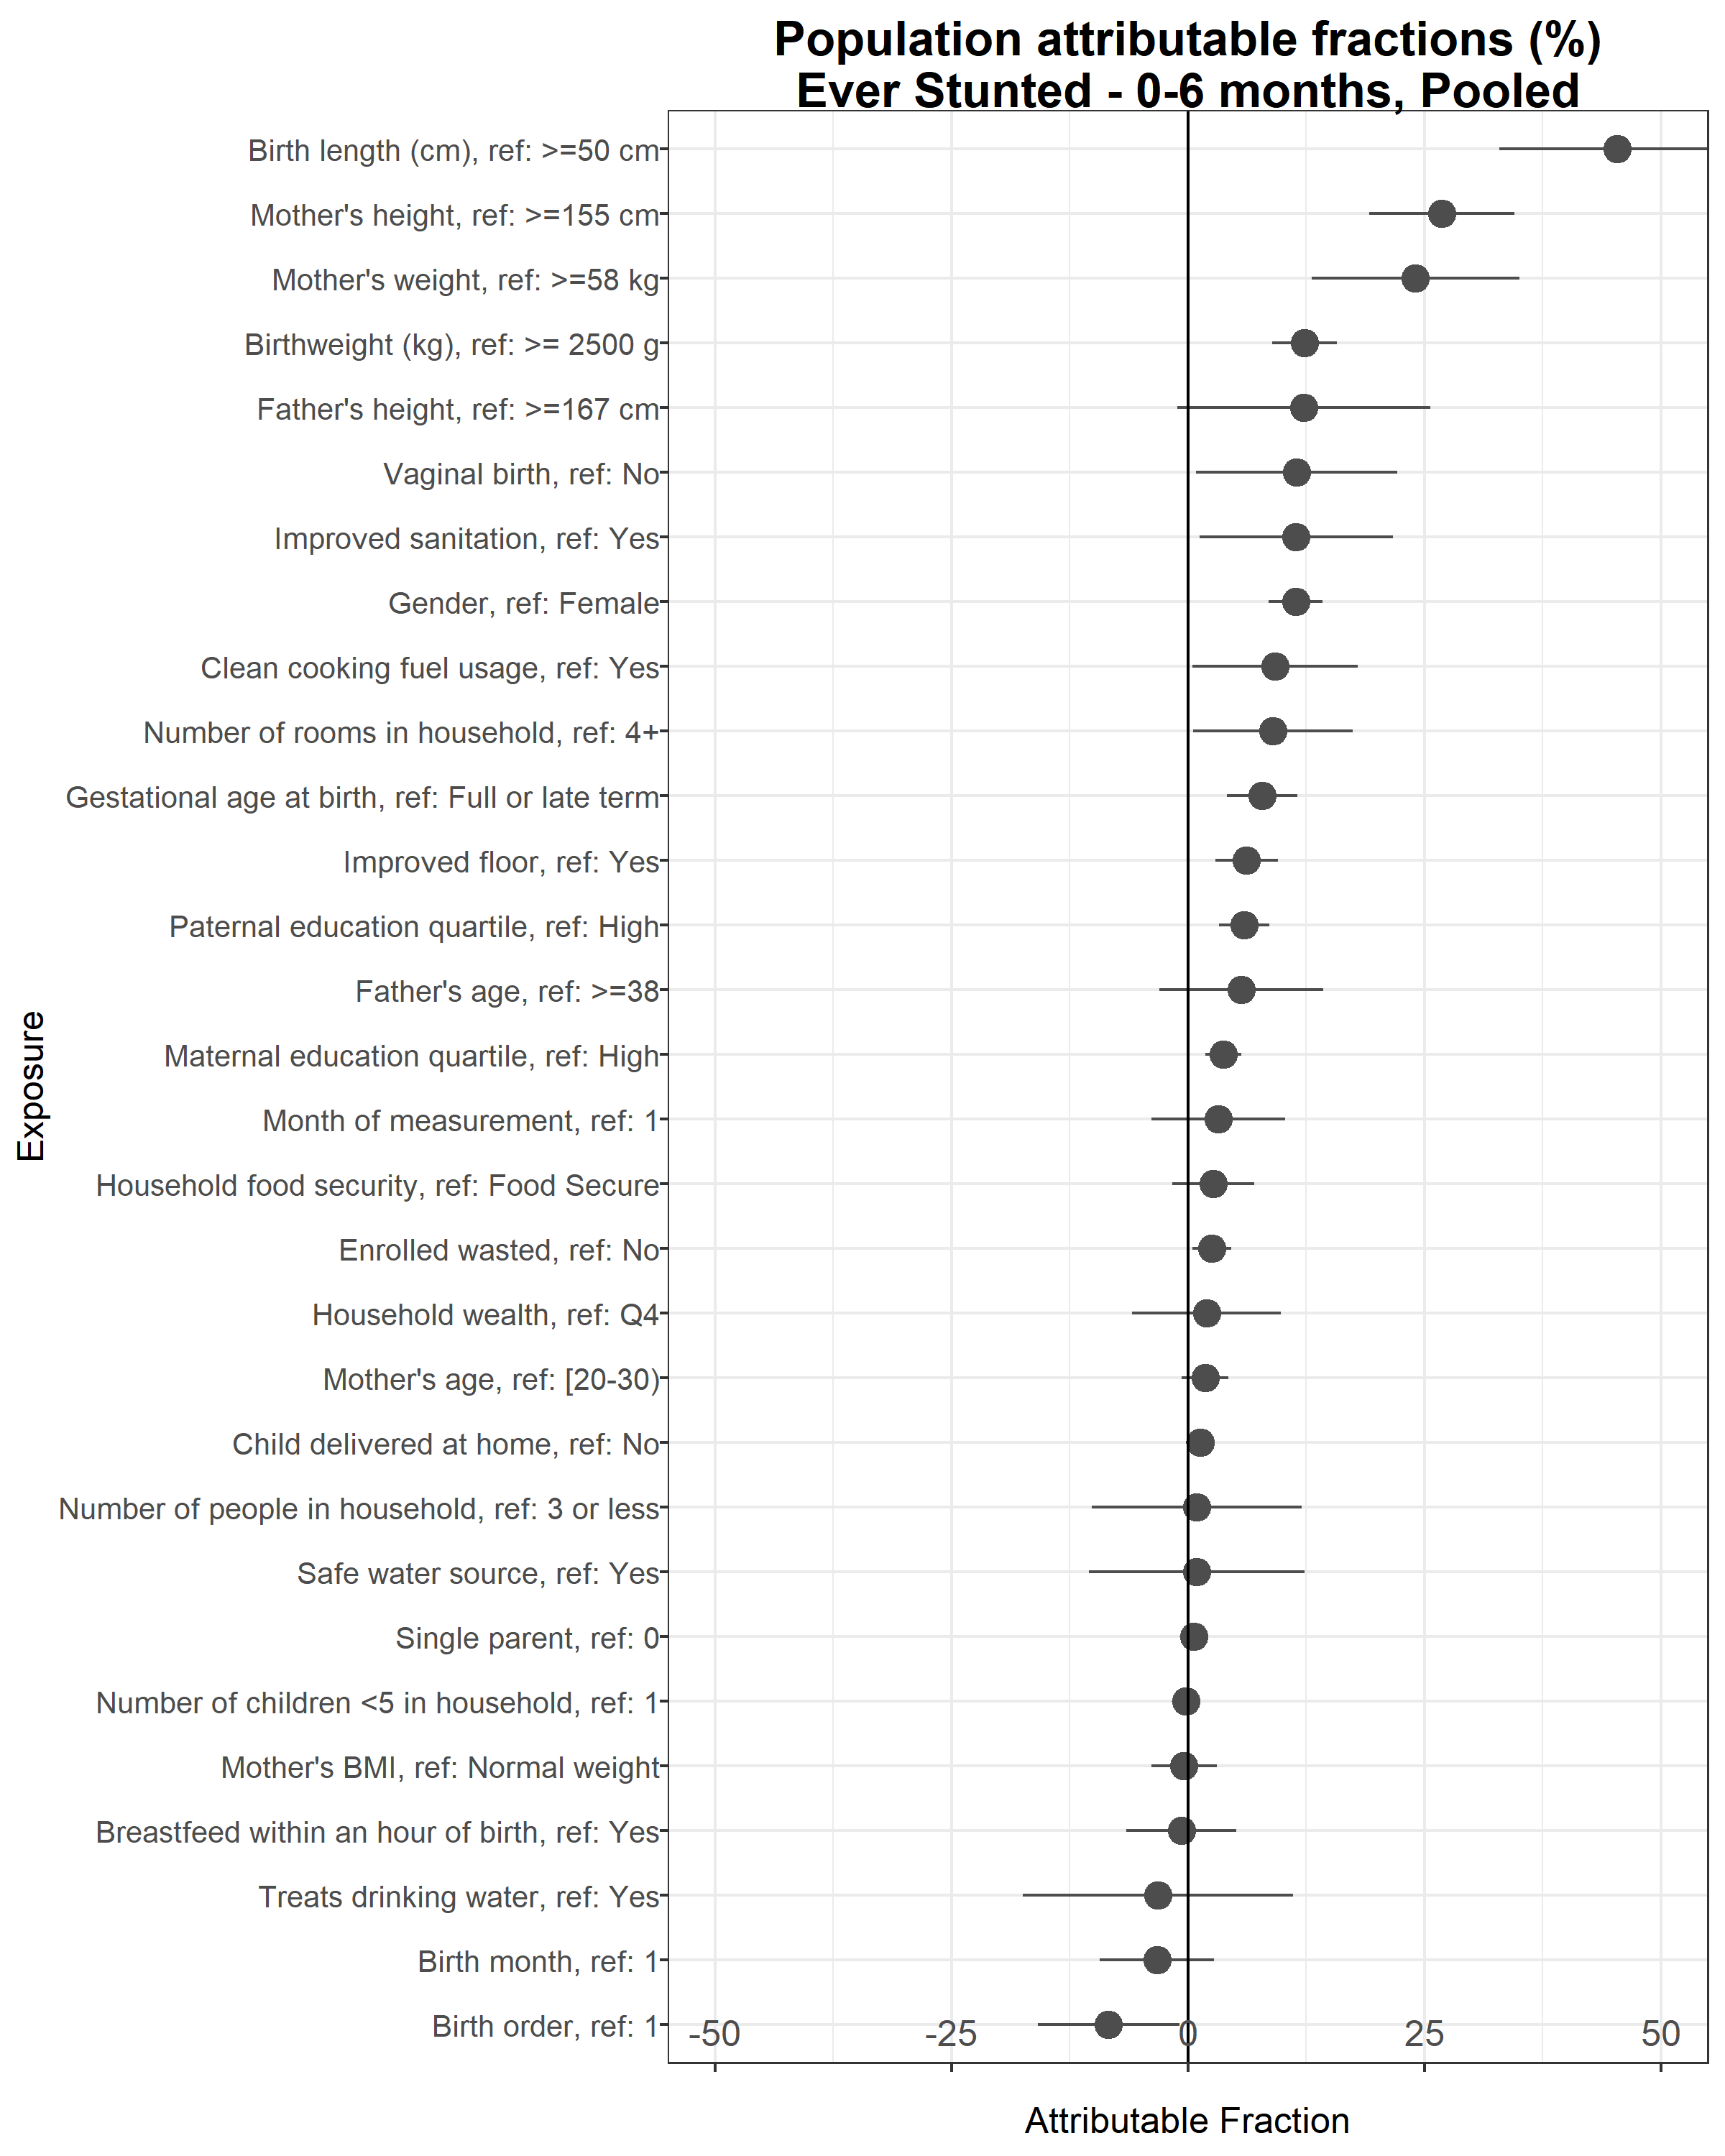 Population attributable fractions (%)
Ever Stunted - 0-6 months, Pooled
Birth length (cm), ref: >=50 cm
Mother's height, ref: >=155 cm
Mother's weight, ref: >=58 kg
Birthweight (kg), ref: >= 2500 g
Father's height, ref: >=167 cm
Vaginal birth, ref: No
Improved sanitation, ref: Yes
Gender, ref: Female
Clean cooking fuel usage, ref: Yes
Number of rooms in household, ref: 4+
Gestational age at birth, ref: Full or late term
Improved floor, ref: Yes
Paternal education quartile, ref: High
Father's age, ref: >=38
Maternal education quartile, ref: High
Month of measurement, ref: 1
Household food security, ref: Food Secure
Enrolled wasted, ref: No
Household wealth, ref: Q4
Mother's age, ref: [20-30)
Child delivered at home, ref: No
Number of people in household, ref: 3 or less
Safe water source, ref: Yes
Single parent, ref: 0
Number of children <5 in household, ref: 1
Mother's BMI, ref: Normal weight
Breastfeed within an hour of birth, ref: Yes
Treats drinking water, ref: Yes
Birth month, ref: 1
Birth order, ref: 1
Exposure
-50 -25 0 25 50
Attributable Fraction